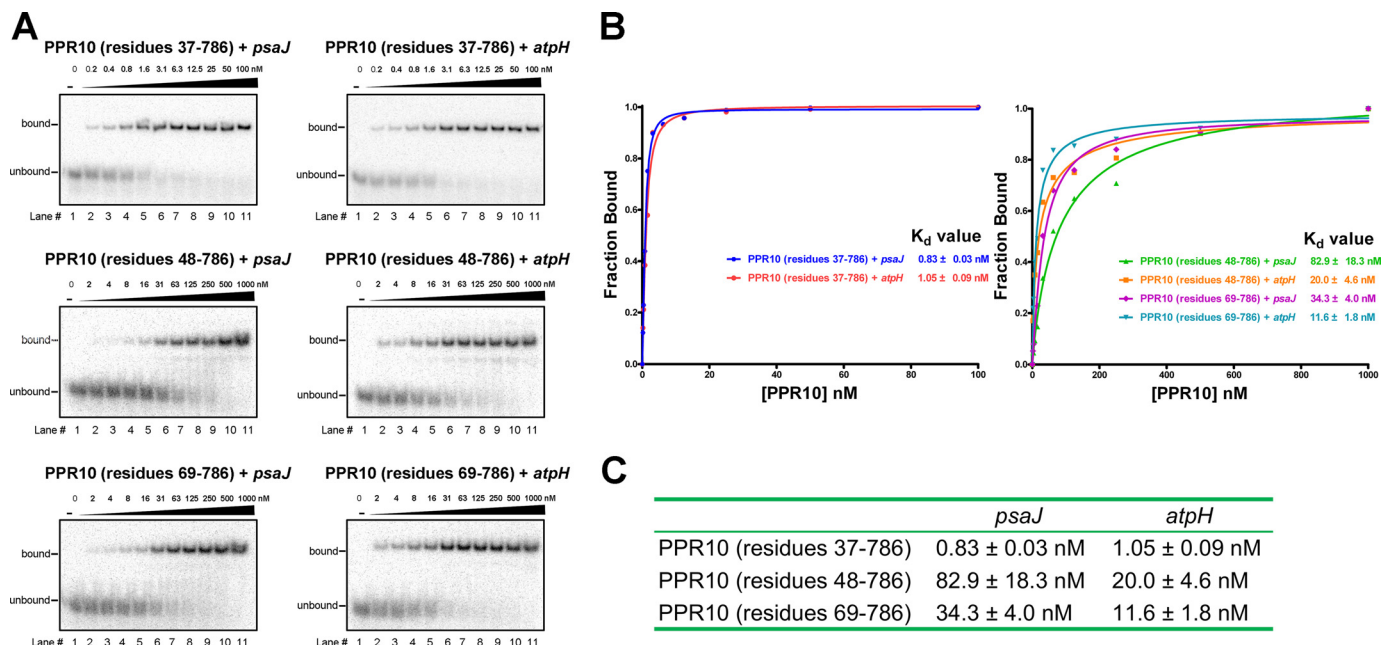 A
PPR10 (residues 37-786) + psaJ
0 0.2 0.4 0.8 1.6 3.1 6.3 12.5 25 50 100 nM
–
bound
unbound
Lane # 1 2 3 4 5 6 7 8 9 10 11
PPR10 (residues 37-786) + atpH
0 0.2 0.4 0.8 1.6 3.1 6.3 12.5 25 50 100 nM
–
bound
unbound
Lane # 1 2 3 4 5 6 7 8 9 10 11
PPR10 (residues 48-786) + psaJ
0 2 4 8 16 31 63 125 250 500 1000 nM
–
bound
unbound
Lane # 1 2 3 4 5 6 7 8 9 10 11
PPR10 (residues 48-786) + atpH
0 2 4 8 16 31 63 125 250 500 1000 nM
–
bound
unbound
Lane # 1 2 3 4 5 6 7 8 9 10 11
PPR10 (residues 69-786) + psaJ
0 2 4 8 16 31 63 125 250 500 1000 nM
–
bound
unbound
Lane # 1 2 3 4 5 6 7 8 9 10 11
PPR10 (residues 69-786) + atpH
0 2 4 8 16 31 63 125 250 500 1000 nM
–
bound
unbound
Lane # 1 2 3 4 5 6 7 8 9 10 11
B
Fraction Bound
1.0
0.8
0.6
0.4
0.2
0.0
Kd value
PPR10 (residues 37-786) + psaJ 0.83 ± 0.03 nM
PPR10 (residues 37-786) + atpH 1.05 ± 0.09 nM
0 20 40 60 80 100
[PPR10] nM
Fraction Bound
1.0
0.8
0.6
0.4
0.2
0.0
Kd value
PPR10 (residues 48-786) + psaJ 82.9 ± 18.3 nM
PPR10 (residues 48-786) + atpH 20.0 ± 4.6 nM
PPR10 (residues 69-786) + psaJ 34.3 ± 4.0 nM
PPR10 (residues 69-786) + atpH 11.6 ± 1.8 nM
0 200 400 600 800 1000
[PPR10] nM
C
psaJ atpH
PPR10 (residues 37-786) 0.83 ± 0.03 nM 1.05 ± 0.09 nM
PPR10 (residues 48-786) 82.9 ± 18.3 nM 20.0 ± 4.6 nM
PPR10 (residues 69-786) 34.3 ± 4.0 nM 11.6 ± 1.8 nM